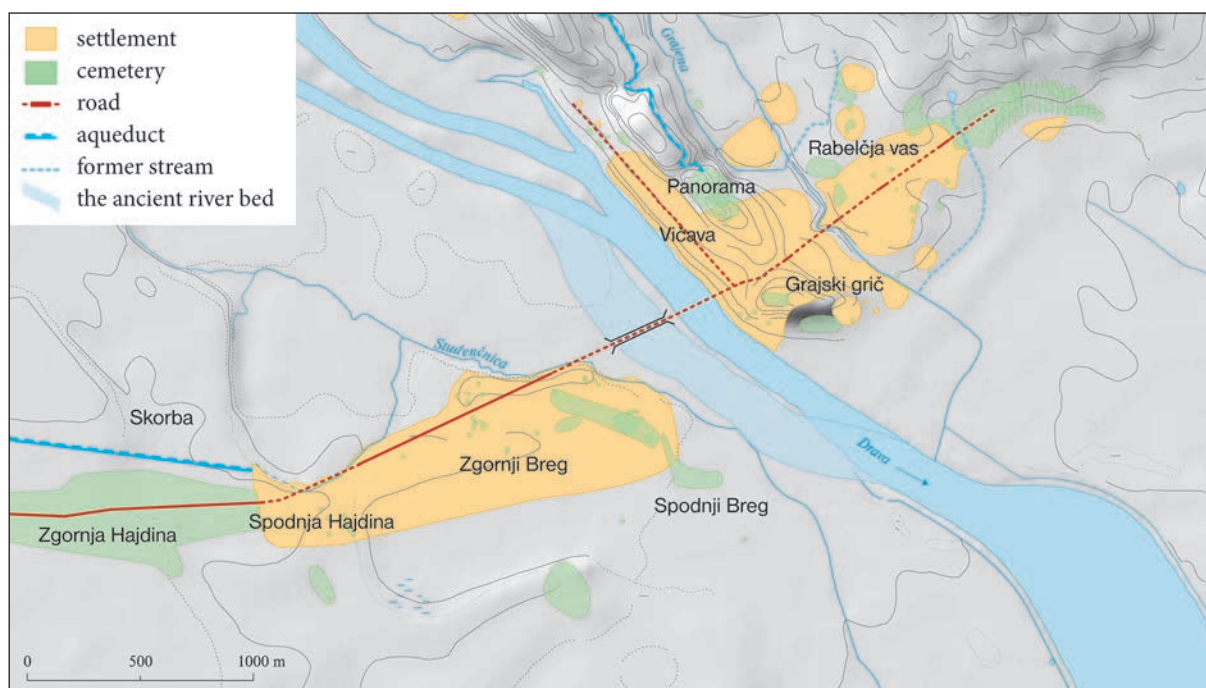 settlement
cemetery
road
aqueduct
former stream
the ancient river bed
Grajena
Rabelčja vas
Panorama
Vičava
Grajski grič
Studenčnica
Skorba
Zgornji Breg
Drava
Spodnji Breg
Spodnja Hajdina
Zgornja Hajdina
0 500 1000 m